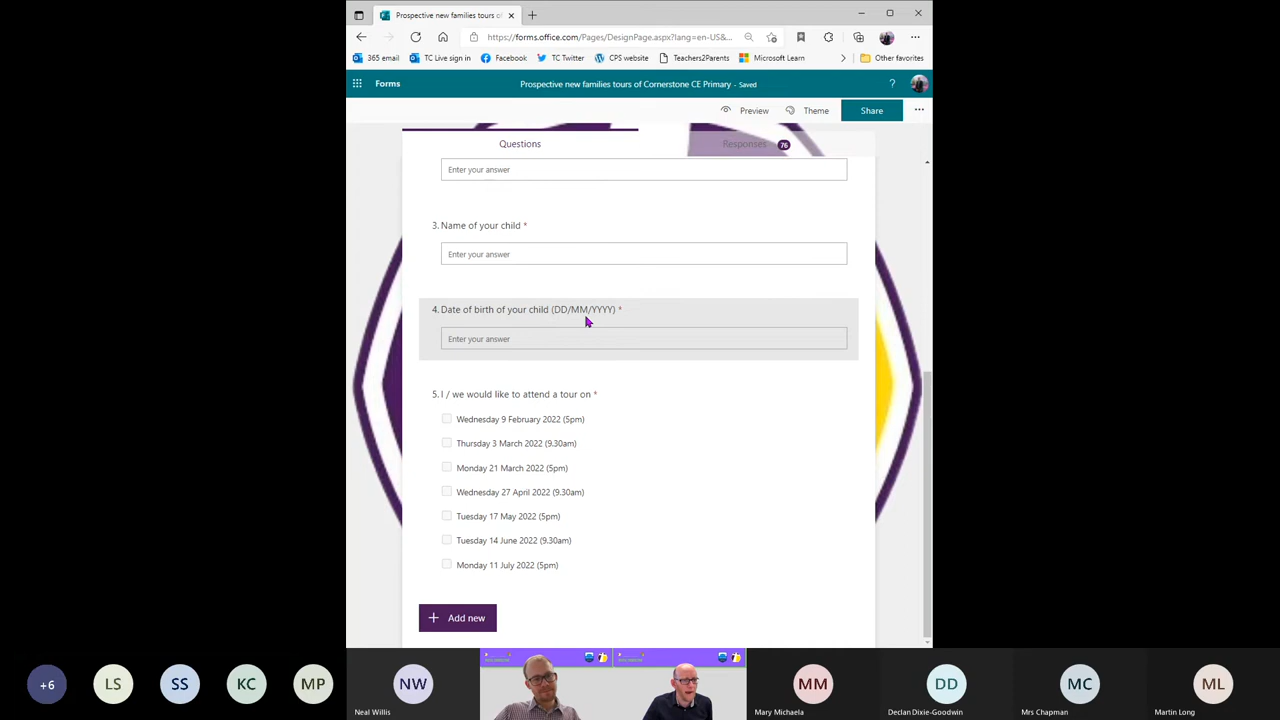 Prospective new families tours of
https://forms.office.com/Pages/DesignPage.aspx?lang=en-US&...
365 email
TC Live sign in
Facebook
TC Twitter
CPS website
Teachers2Parents
Microsoft Learn
Other favorites
Forms
Prospective new families tours of Cornerstone CE Primary - Saved
?
Preview
Theme
Share
Questions
Responses 76
Enter your answer
3. Name of your child *
Enter your answer
4. Date of birth of your child (DD/MM/YYYY) *
Enter your answer
5. I / we would like to attend a tour on *
Wednesday 9 February 2022 (5pm)
Thursday 3 March 2022 (9.30am)
Monday 21 March 2022 (5pm)
Wednesday 27 April 2022 (9.30am)
Tuesday 17 May 2022 (5pm)
Tuesday 14 June 2022 (9.30am)
Monday 11 July 2022 (5pm)
+ Add new
+6
LS
SS
KC
MP
NW
Neal Willis
MM
Mary Michaela
DD
Declan Dixie-Goodwin
MC
Mrs Chapman
ML
Martin Long